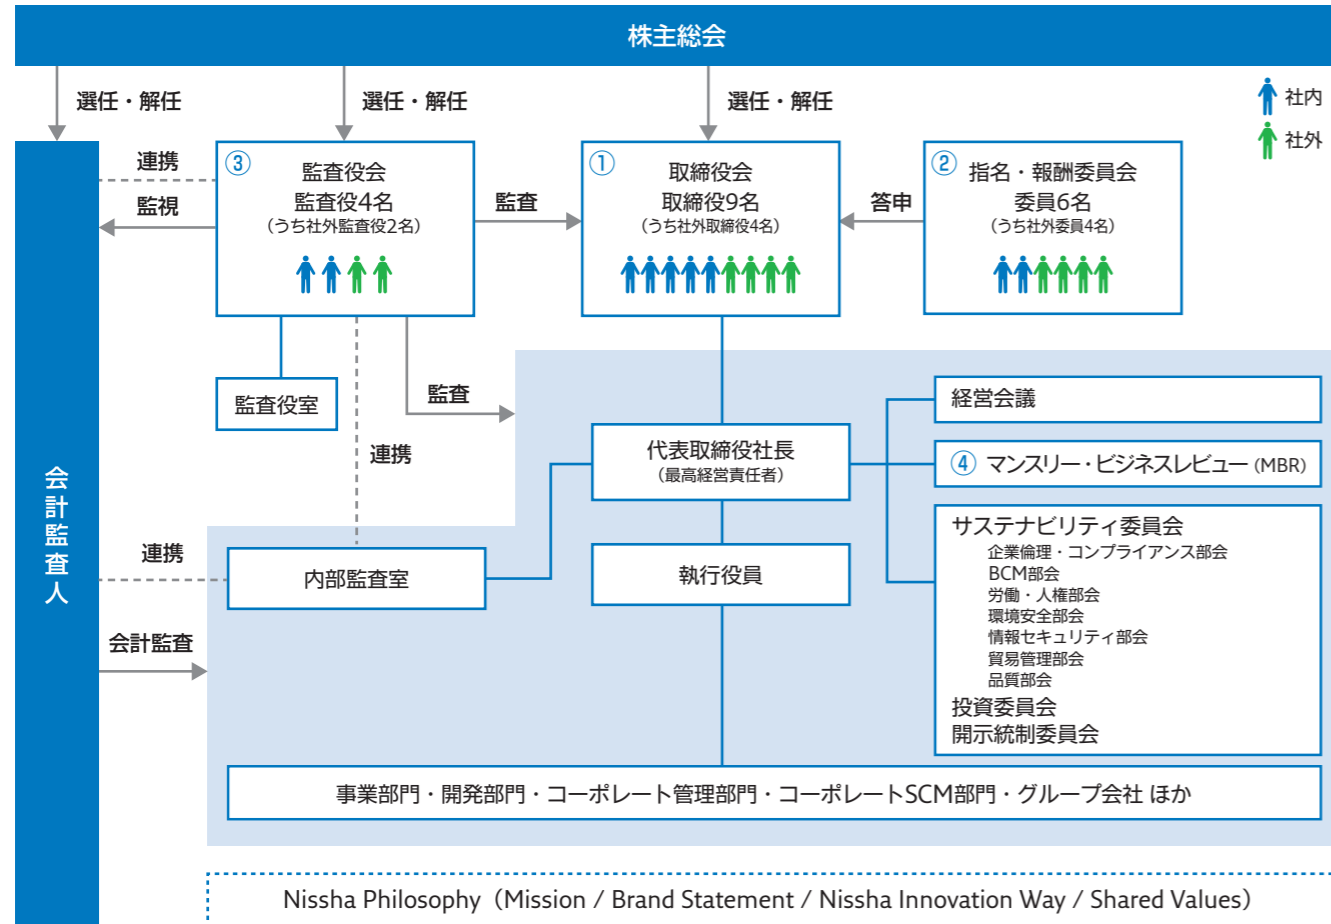 株主総会
選任・解任
選任・解任
選任・解任
社内
社外
会計監査人
連携
監視
③
監査役会
監査役4名
(うち社外監査役2名)
監査
①
取締役会
取締役9名
(うち社外取締役4名)
答申
②
指名・報酬委員会
委員6名
(うち社外委員4名)
監査役室
監査
連携
代表取締役社長
(最高経営責任者)
経営会議
④ マンスリー・ビジネスレビュー (MBR)
サステナビリティ委員会
企業倫理・コンプライアンス部会
BCM部会
労働・人権部会
環境安全部会
情報セキュリティ部会
貿易管理部会
品質部会
投資委員会
開示統制委員会
連携
内部監査室
執行役員
会計監査
事業部門・開発部門・コーポレート管理部門・コーポレートSCM部門・グループ会社 ほか
Nissha Philosophy（Mission / Brand Statement / Nissha Innovation Way / Shared Values）